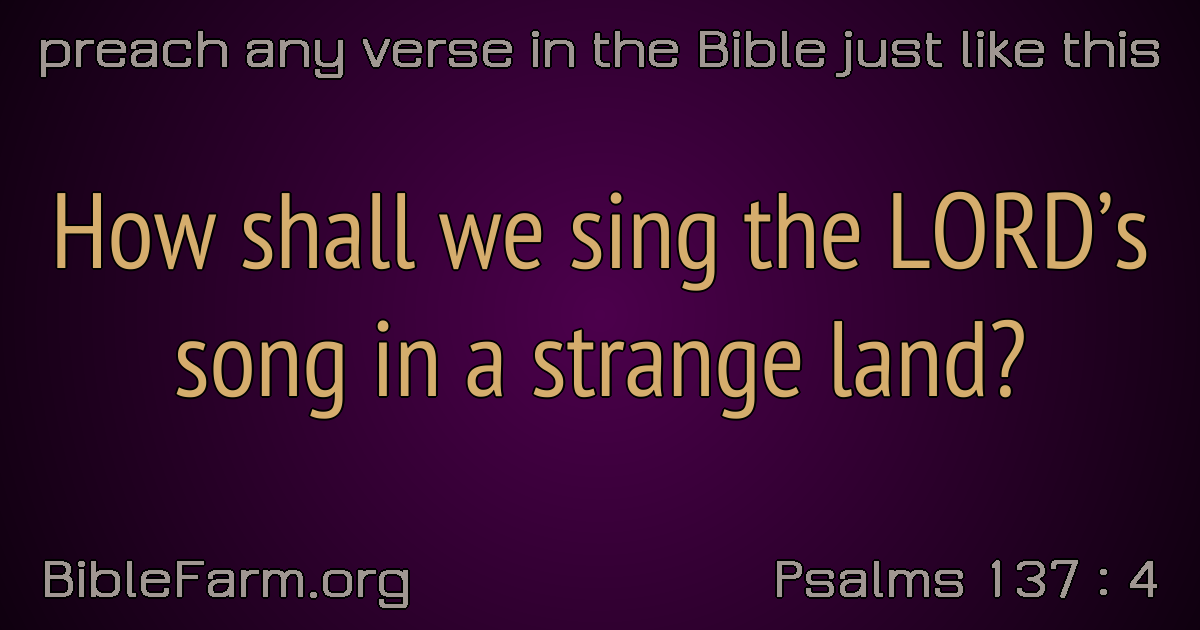 preach any verse in the Bible just like this
How shall we sing the LORD’s
song in a strange land?
BibleFarm.org
Psalms 137 : 4